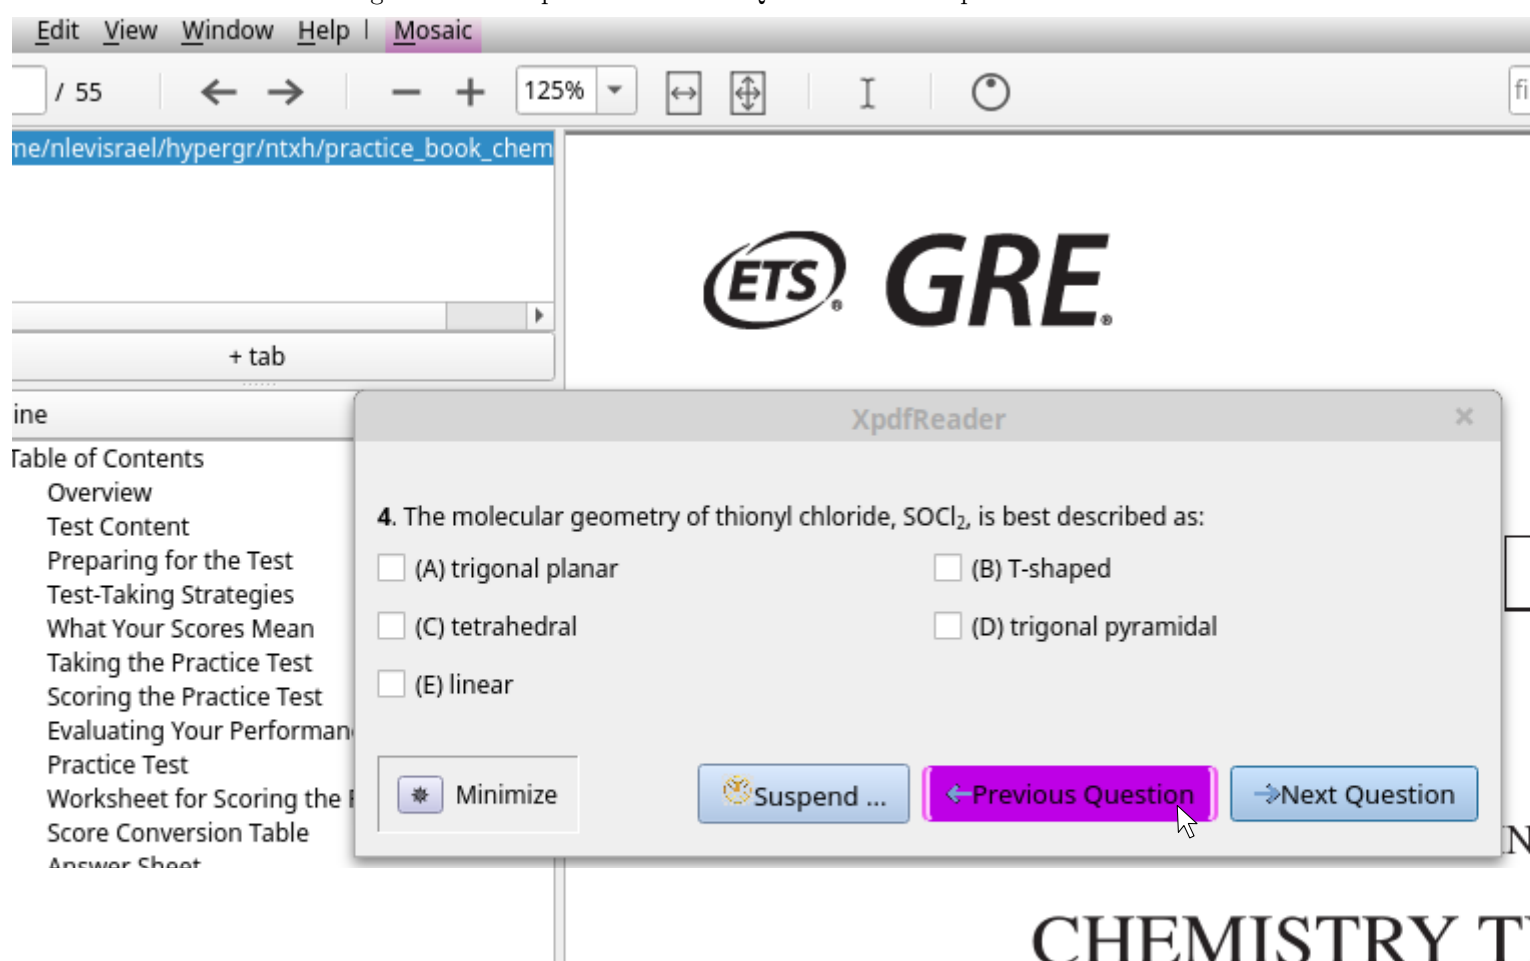 Edit View Window Help | Mosaic
/ 55 125%
me/nlevisrael/hypergr/ntxh/practice_book_chem
ETS® GRE®
+ tab
ine
XpdfReader
Table of Contents
Overview
Test Content
Preparing for the Test
Test-Taking Strategies
What Your Scores Mean
Taking the Practice Test
Scoring the Practice Test
Evaluating Your Performan
Practice Test
Worksheet for Scoring the
Score Conversion Table
Answer Sheet
4. The molecular geometry of thionyl chloride, SOCl₂, is best described as:
(A) trigonal planar
(B) T-shaped
(C) tetrahedral
(D) trigonal pyramidal
(E) linear
Minimize
Suspend ...
←Previous Question
→Next Question
CHEMISTRY T